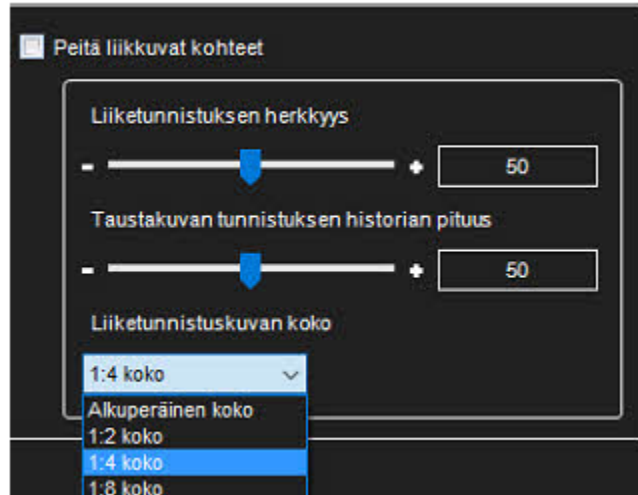 Peitä liikkuvat kohteet
Liiketunnistuksen herkkyys
- + 50
Taustakuvan tunnistuksen historian pituus
- + 50
Liiketunnistuskuvan koko
1:4 koko
Alkuperäinen koko
1:2 koko
1:4 koko
1:8 koko